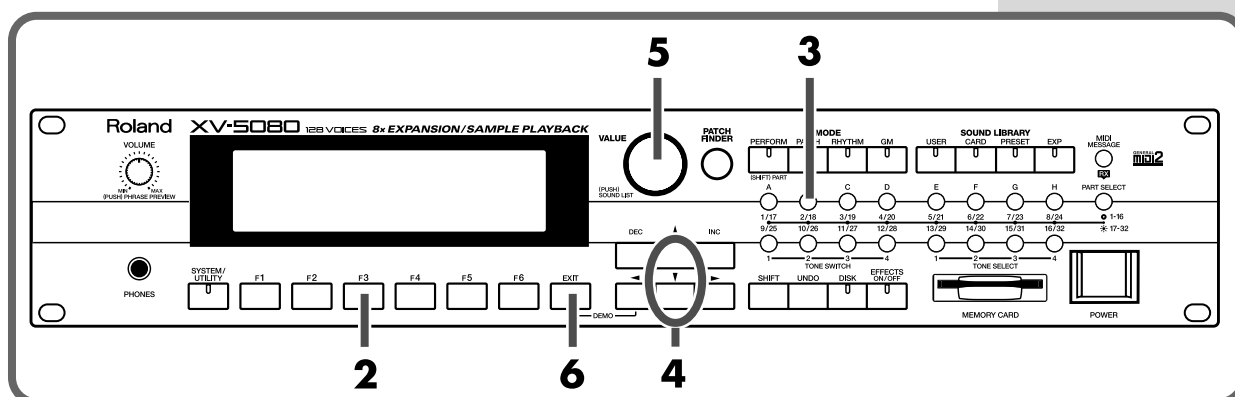 5 3
Roland XV-5080 128 VOICES 8x EXPANSION/SAMPLE PLAYBACK
VOLUME
MIN MAX
(PUSH) PHRASE PREVIEW
PHONES
VALUE
(PUSH)
SOUND LIST
PATCH
FINDER
MODE
PERFORM RHYTHM GM
(SHIFT) PART
SOUND LIBRARY
USER CARD PRESET EXP
MIDI
MESSAGE
RX
GENERAL
MIDI2
A C D E F G H PART SELECT
1/17 2/18 3/19 4/20 5/21 6/22 7/23 8/24 1-16
9/25 10/26 11/27 12/28 13/29 14/30 15/31 16/32 17-32
1 2 3 4 1 2 3 4
TONE SWITCH TONE SELECT
DEC INC
SYSTEM/
UTILITY
F1 F2 F3 F4 F5 F6 EXIT
DEMO
SHIFT UNDO DISK EFFECTS
ON/OFF
MEMORY CARD POWER
2 6 4